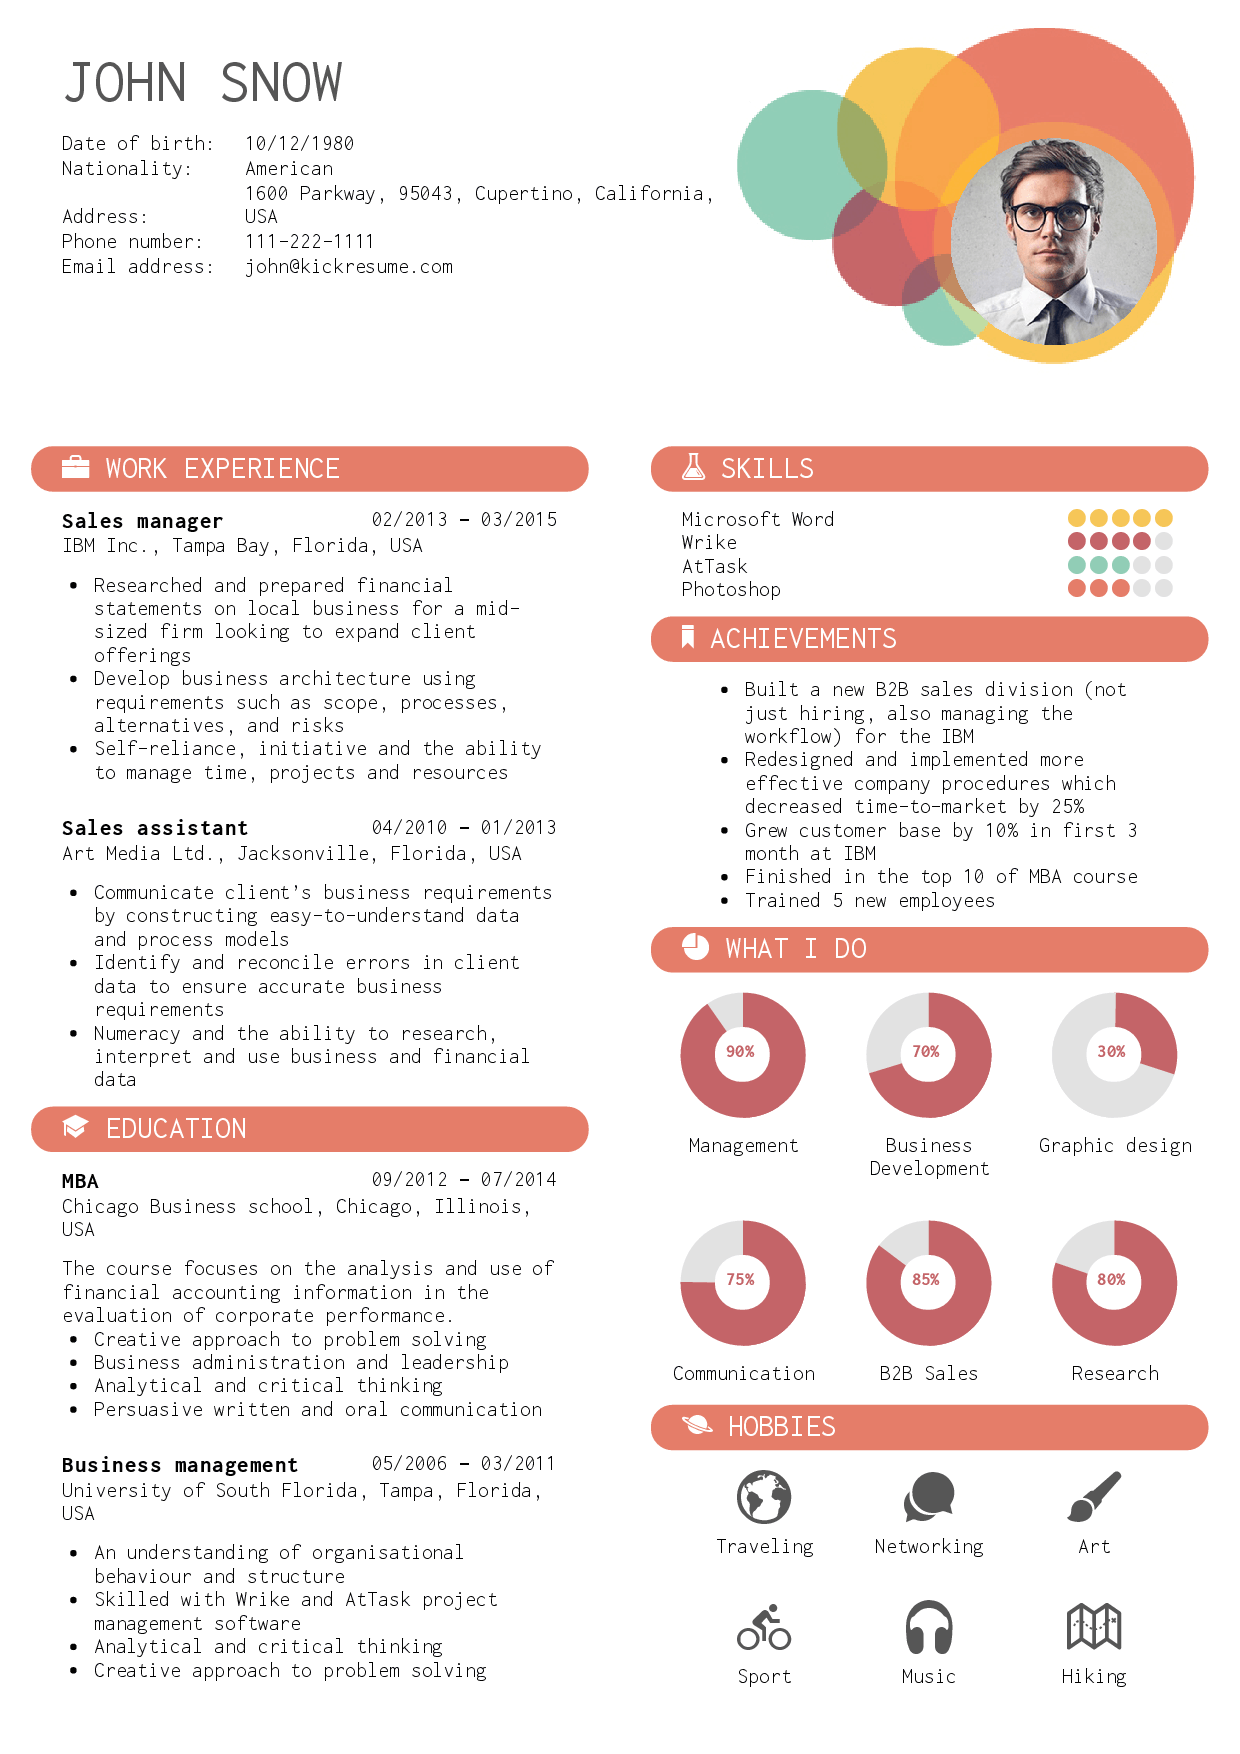 JOHN SNOW
Date of birth: 10/12/1980
Nationality: American
1600 Parkway, 95043, Cupertino, California,
Address: USA
Phone number: 111-222-1111
Email address: john@kickresume.com
WORK EXPERIENCE
Sales manager 02/2013 – 03/2015
IBM Inc., Tampa Bay, Florida, USA
• Researched and prepared financial
statements on local business for a mid-
sized firm looking to expand client
offerings
• Develop business architecture using
requirements such as scope, processes,
alternatives, and risks
• Self-reliance, initiative and the ability
to manage time, projects and resources
Sales assistant 04/2010 – 01/2013
Art Media Ltd., Jacksonville, Florida, USA
• Communicate client’s business requirements
by constructing easy-to-understand data
and process models
• Identify and reconcile errors in client
data to ensure accurate business
requirements
• Numeracy and the ability to research,
interpret and use business and financial
data
EDUCATION
MBA 09/2012 – 07/2014
Chicago Business school, Chicago, Illinois,
USA
The course focuses on the analysis and use of
financial accounting information in the
evaluation of corporate performance.
• Creative approach to problem solving
• Business administration and leadership
• Analytical and critical thinking
• Persuasive written and oral communication
Business management 05/2006 – 03/2011
University of South Florida, Tampa, Florida,
USA
• An understanding of organisational
behaviour and structure
• Skilled with Wrike and AtTask project
management software
• Analytical and critical thinking
• Creative approach to problem solving
SKILLS
Microsoft Word
Wrike
AtTask
Photoshop
ACHIEVEMENTS
• Built a new B2B sales division (not
just hiring, also managing the
workflow) for the IBM
• Redesigned and implemented more
effective company procedures which
decreased time-to-market by 25%
• Grew customer base by 10% in first 3
month at IBM
• Finished in the top 10 of MBA course
• Trained 5 new employees
WHAT I DO
90% 70% 30%
Management Business Graphic design
Development
75% 85% 80%
Communication B2B Sales Research
HOBBIES
Traveling Networking Art
Sport Music Hiking